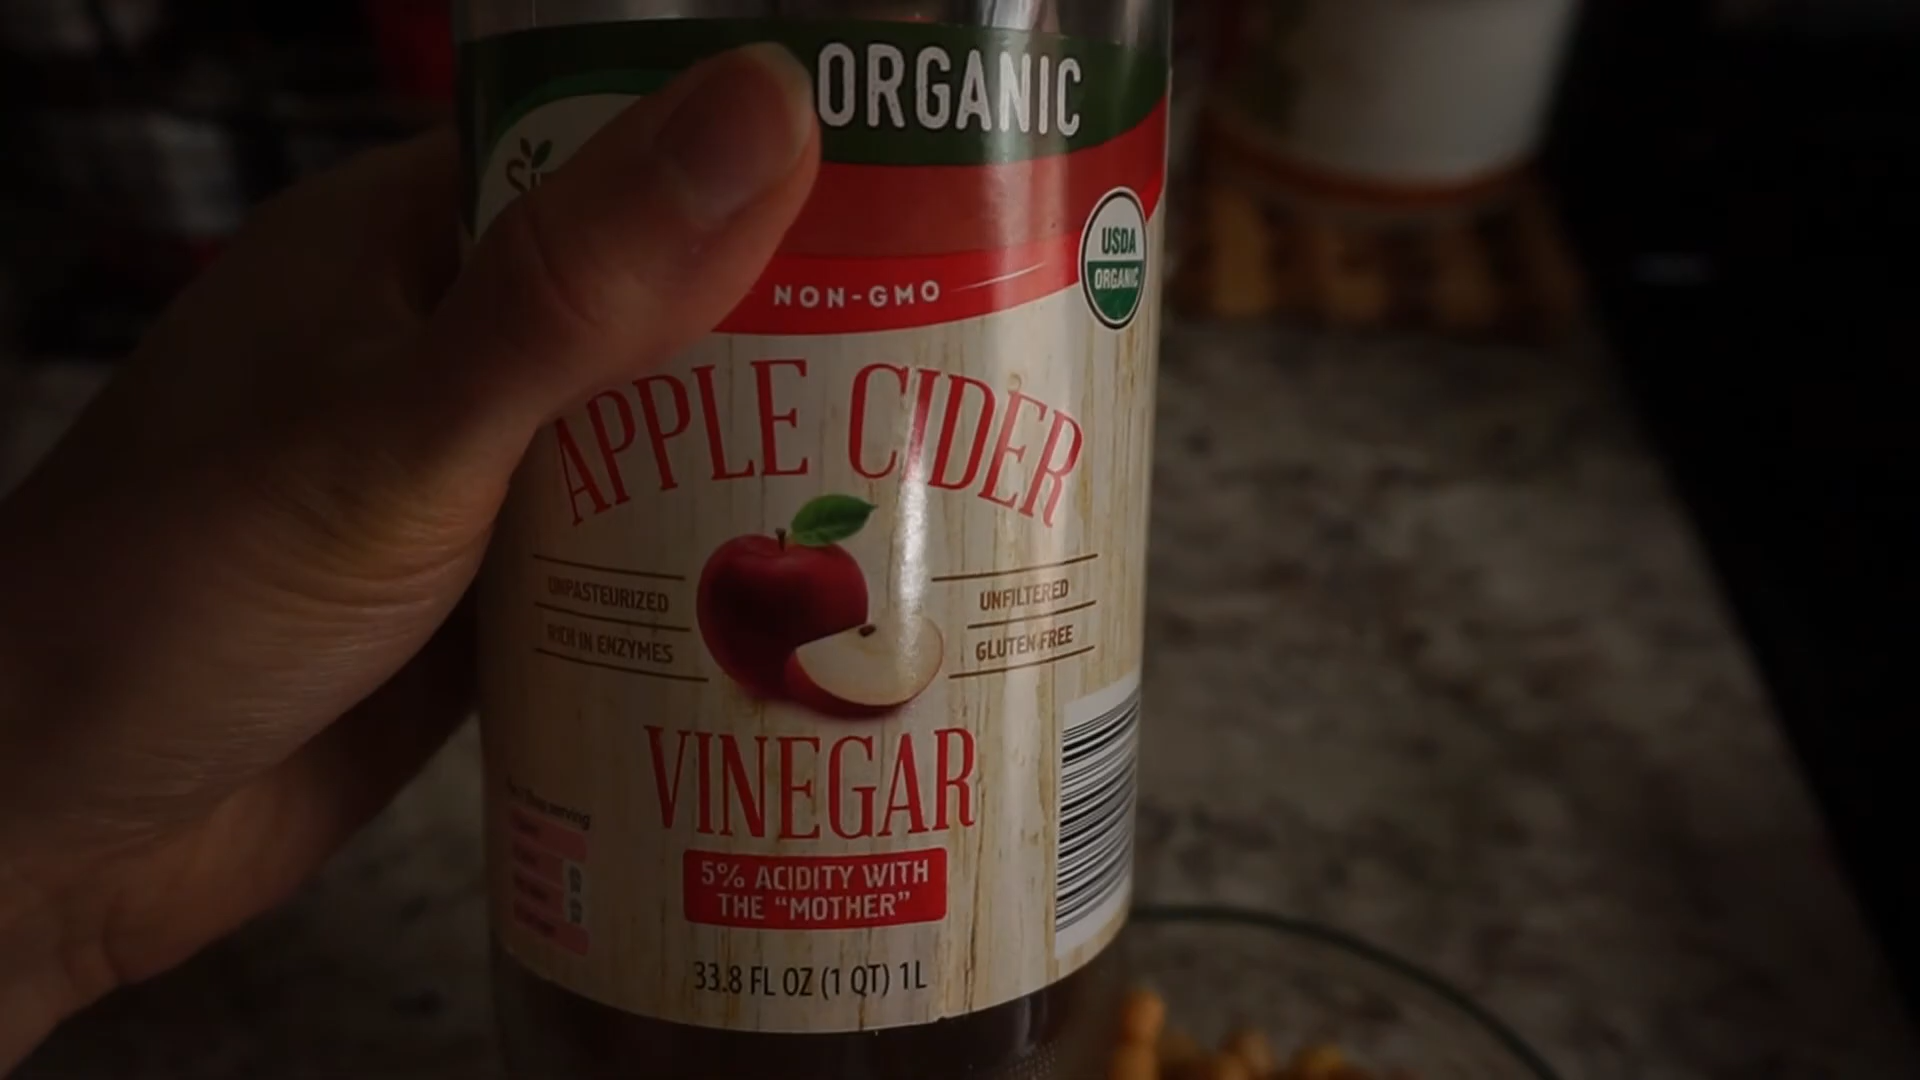 ORGANIC
USDA
ORGANIC
NON-GMO
APPLE CIDER
UNPASTEURIZED
UNFILTERED
RICH IN ENZYMES
GLUTEN-FREE
VINEGAR
serving
5% ACIDITY WITH
THE “MOTHER”
33.8 FL OZ (1 QT) 1L